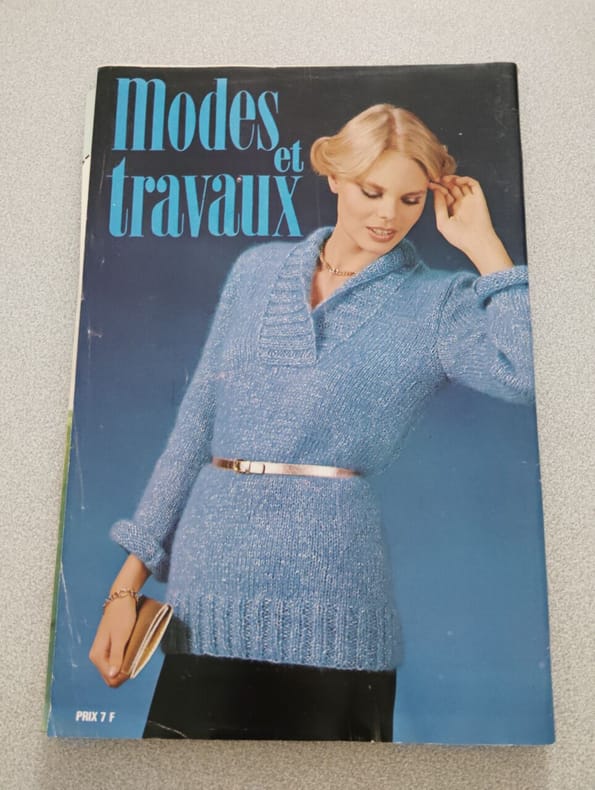 Modes
et
travaux
PRIX 7 F